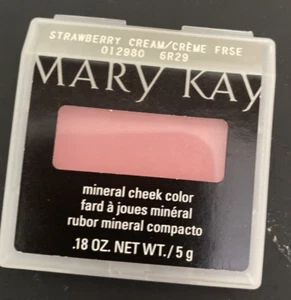 STRAWBERRY CREAM/CRÈME FRSE
012980 6R29
MARY KAY
mineral cheek color
fard à joues minéral
rubor mineral compacto
.18 OZ. NET WT./5 g